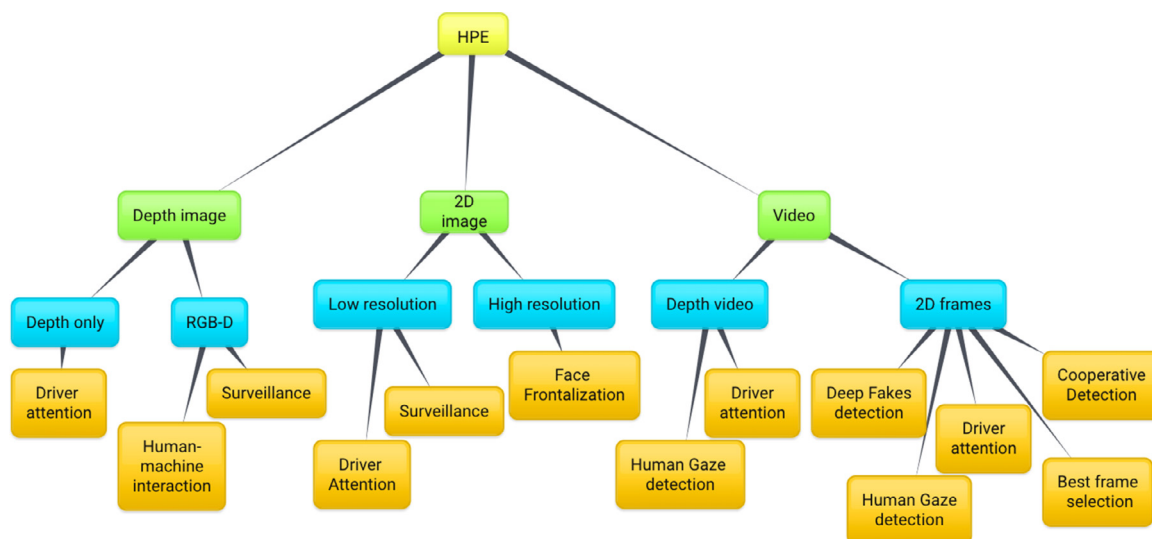 HPE
Depth image
2D
image
Video
Depth only
RGB-D
Low resolution
High resolution
Depth video
2D frames
Driver
attention
Surveillance
Human-
machine
interaction
Driver
Attention
Surveillance
Face
Frontalization
Human Gaze
detection
Driver
attention
Deep Fakes
detection
Human Gaze
detection
Driver
attention
Best frame
selection
Cooperative
Detection